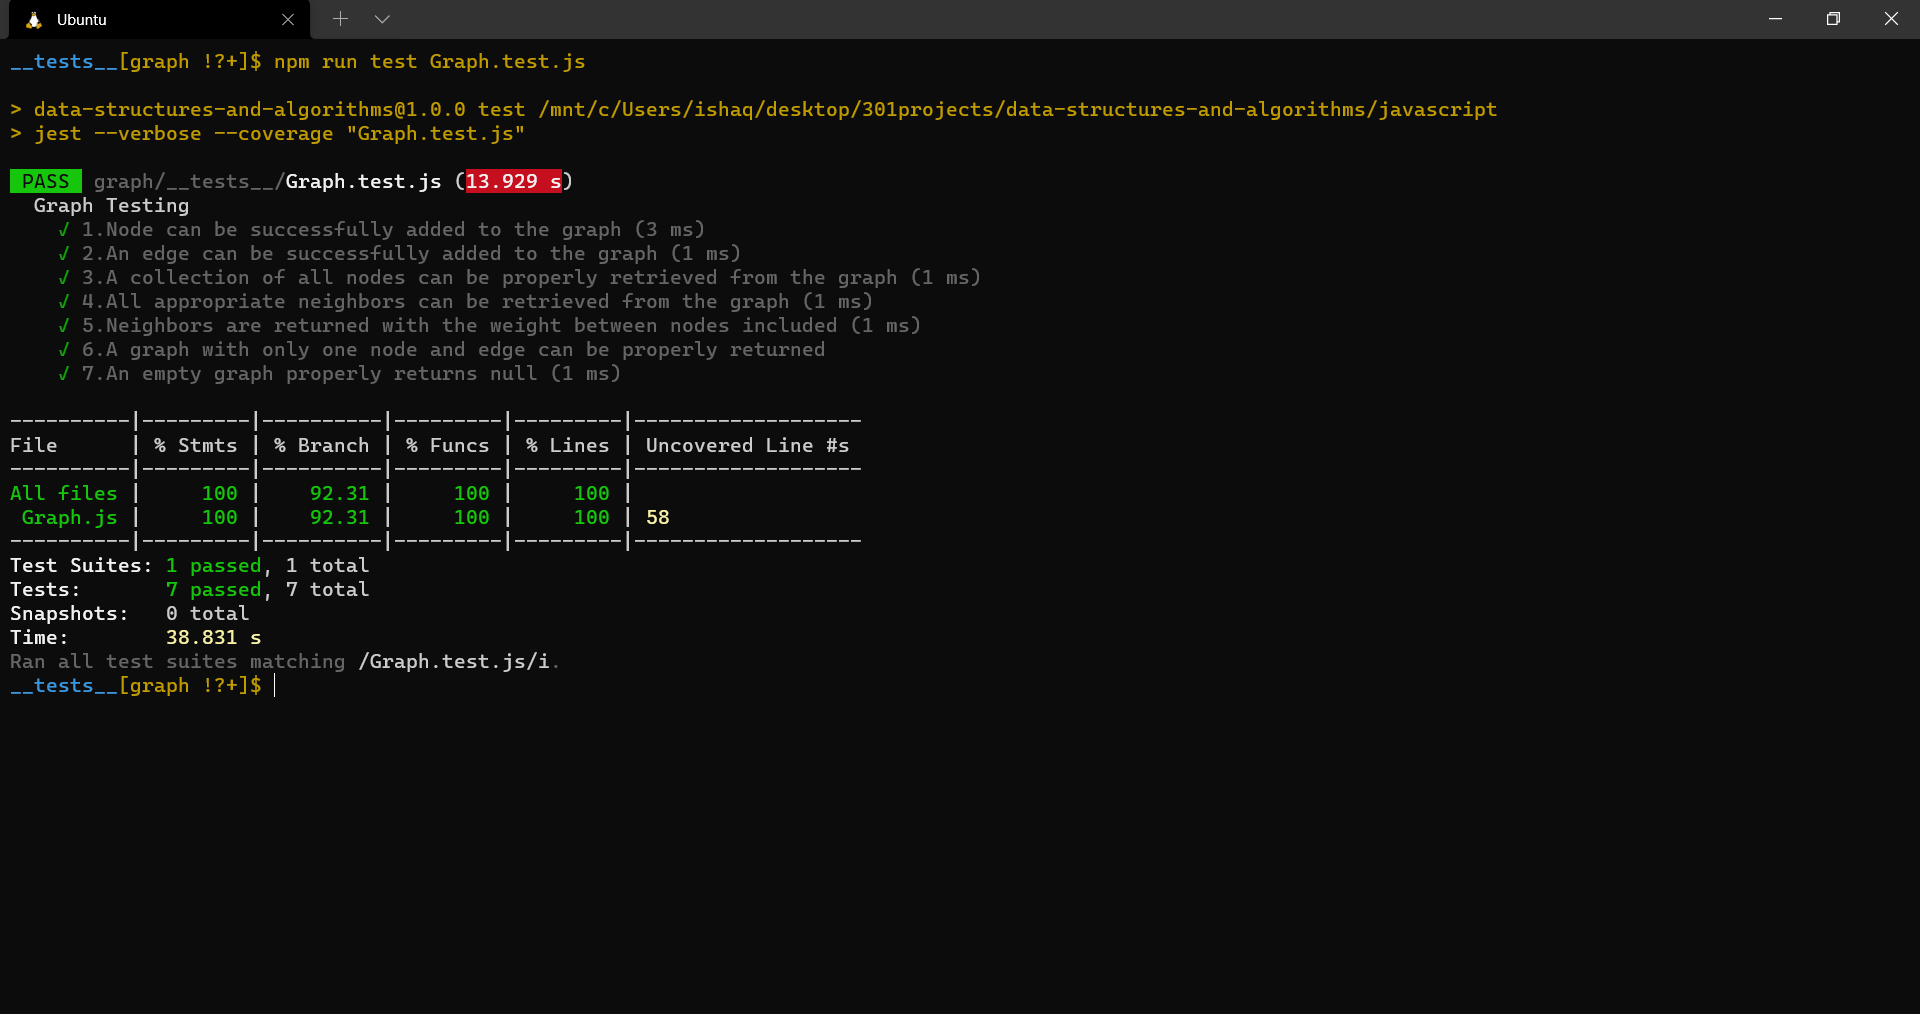 Ubuntu
__tests__[graph !?+]$ npm run test Graph.test.js
> data-structures-and-algorithms@1.0.0 test /mnt/c/Users/ishaq/desktop/301projects/data-structures-and-algorithms/javascript
> jest --verbose --coverage "Graph.test.js"
PASS graph/__tests__/Graph.test.js (13.929 s)
Graph Testing
√ 1.Node can be successfully added to the graph (3 ms)
√ 2.An edge can be successfully added to the graph (1 ms)
√ 3.A collection of all nodes can be properly retrieved from the graph (1 ms)
√ 4.All appropriate neighbors can be retrieved from the graph (1 ms)
√ 5.Neighbors are returned with the weight between nodes included (1 ms)
√ 6.A graph with only one node and edge can be properly returned
√ 7.An empty graph properly returns null (1 ms)
----------|---------|----------|---------|---------|-------------------
File      | % Stmts | % Branch | % Funcs | % Lines | Uncovered Line #s
----------|---------|----------|---------|---------|-------------------
All files |     100 |    92.31 |     100 |     100 |
 Graph.js |     100 |    92.31 |     100 |     100 | 58
----------|---------|----------|---------|---------|-------------------
Test Suites: 1 passed, 1 total
Tests:       7 passed, 7 total
Snapshots:   0 total
Time:        38.831 s
Ran all test suites matching /Graph.test.js/i.
__tests__[graph !?+]$